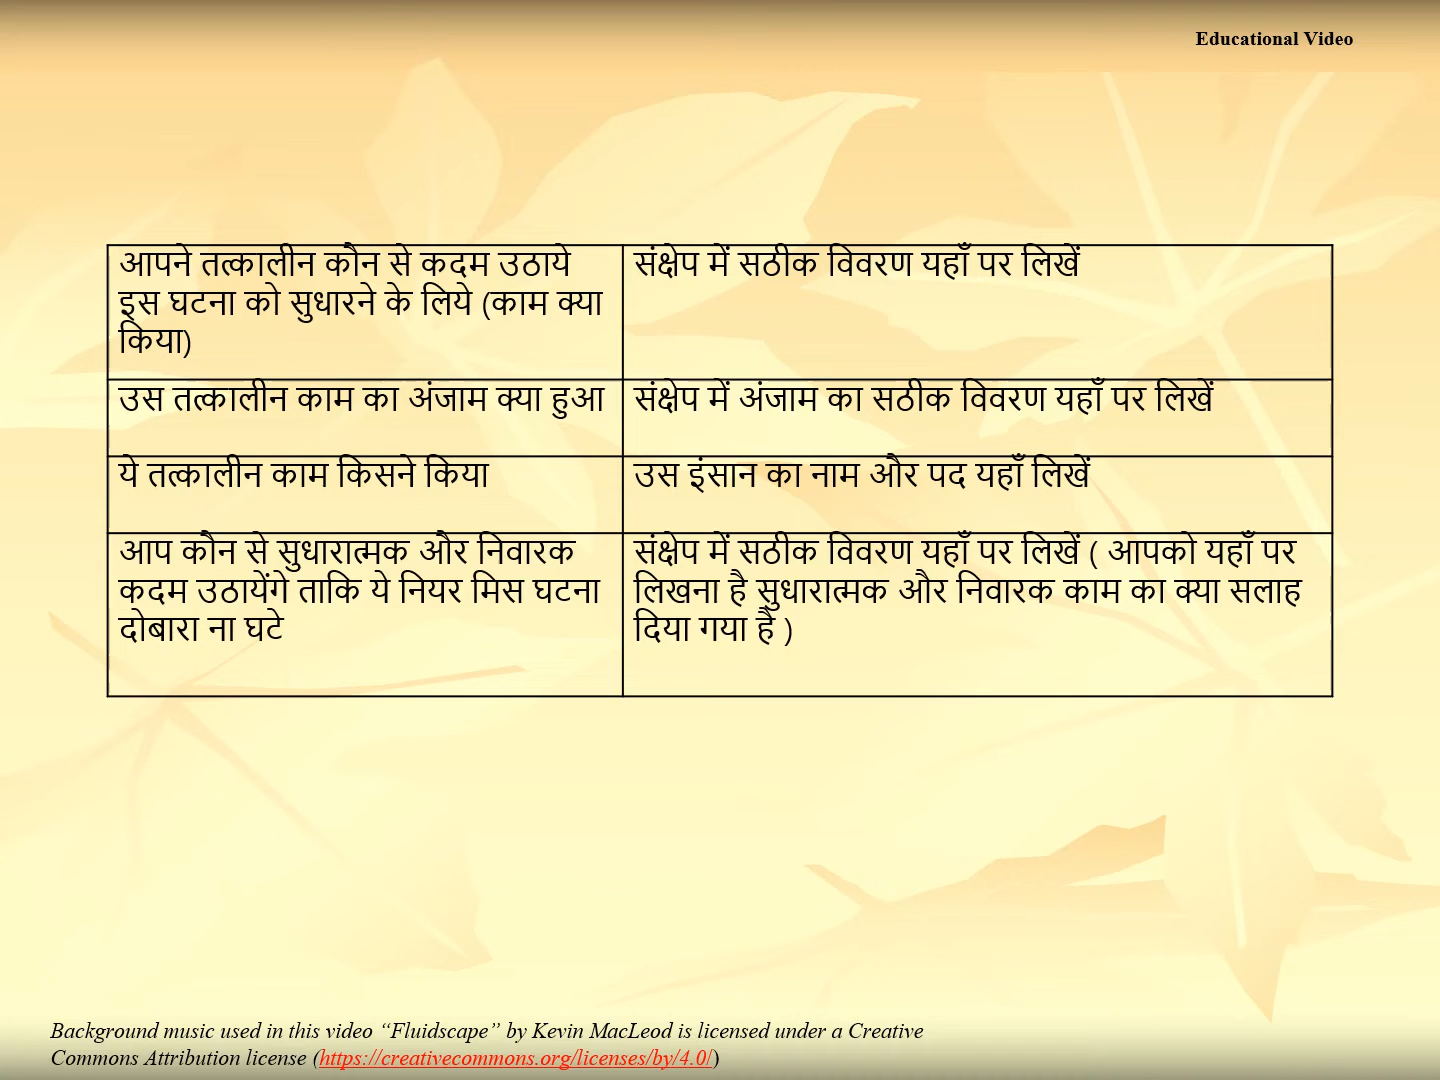 Educational Video
आपने तत्कालीन कौन से कदम उठाये
इस घटना को सुधारने के लिये (काम क्या
किया)
संक्षेप में सठीक विवरण यहाँ पर लिखें
उस तत्कालीन काम का अंजाम क्या हुआ
संक्षेप में अंजाम का सठीक विवरण यहाँ पर लिखें
ये तत्कालीन काम किसने किया
उस इंसान का नाम और पद यहाँ लिखें
आप कौन से सुधारात्मक और निवारक
कदम उठायेंगे ताकि ये नियर मिस घटना
दोबारा ना घटे
संक्षेप में सठीक विवरण यहाँ पर लिखें ( आपको यहाँ पर
लिखना है सुधारात्मक और निवारक काम का क्या सलाह
दिया गया है )
Background music used in this video “Fluidscape” by Kevin MacLeod is licensed under a Creative
Commons Attribution license (https://creativecommons.org/licenses/by/4.0/)